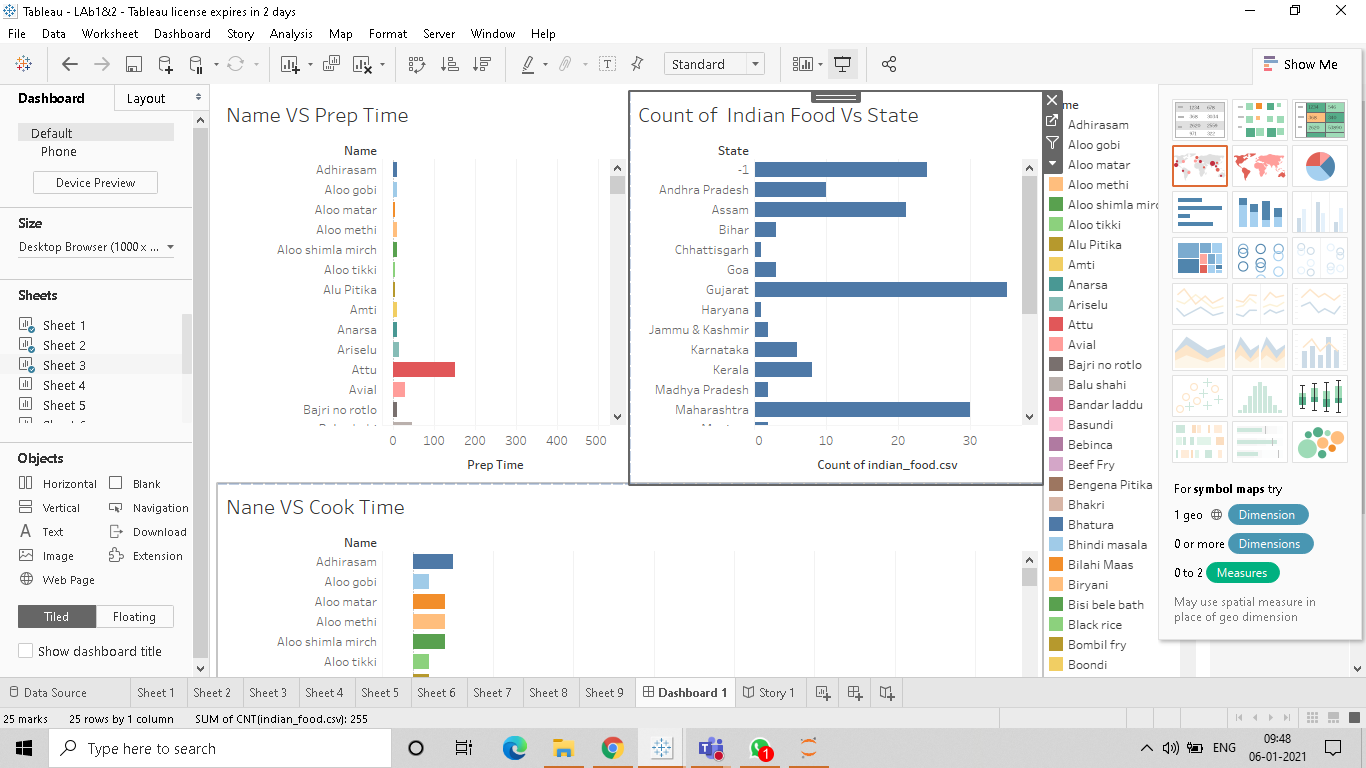 Tableau - LAb1&2 - Tableau license expires in 2 days
File Data Worksheet Dashboard Story Analysis Map Format Server Window Help
Standard
Show Me
Dashboard
Layout
Default
Phone
Device Preview
Size
Desktop Browser (1000 x ...
Sheets
Sheet 1
Sheet 2
Sheet 3
Sheet 4
Sheet 5
Objects
Horizontal Blank
Vertical Navigation
Text Download
Image Extension
Web Page
Tiled Floating
Show dashboard title
Name VS Prep Time
Name
Adhirasam
Aloo gobi
Aloo matar
Aloo methi
Aloo shimla mirch
Aloo tikki
Alu Pitika
Amti
Anarsa
Ariselu
Attu
Avial
Bajri no rotlo
0 100 200 300 400 500
Prep Time
Count of Indian Food Vs State
State
-1
Andhra Pradesh
Assam
Bihar
Chhattisgarh
Goa
Gujarat
Haryana
Jammu & Kashmir
Karnataka
Kerala
Madhya Pradesh
Maharashtra
0 10 20 30
Count of indian_food.csv
Nane VS Cook Time
Name
Adhirasam
Aloo gobi
Aloo matar
Aloo methi
Aloo shimla mirch
Aloo tikki
me
Adhirasam
Aloo gobi
Aloo matar
Aloo methi
Aloo shimla mirc
Aloo tikki
Alu Pitika
Amti
Anarsa
Ariselu
Attu
Avial
Bajri no rotlo
Balu shahi
Bandar laddu
Basundi
Bebinca
Beef Fry
Bengena Pitika
Bhakri
Bhatura
Bhindi masala
Bilahi Maas
Biryani
Bisi bele bath
Black rice
Bombil fry
Boondi
For symbol maps try
1 geo Dimension
0 or more Dimensions
0 to 2 Measures
May use spatial measure in
place of geo dimension
Data Source Sheet 1 Sheet 2 Sheet 3 Sheet 4 Sheet 5 Sheet 6 Sheet 7 Sheet 8 Sheet 9 Dashboard 1 Story 1
25 marks 25 rows by 1 column SUM of CNT(indian_food.csv): 255
Type here to search
1
ENG
09:48
06-01-2021